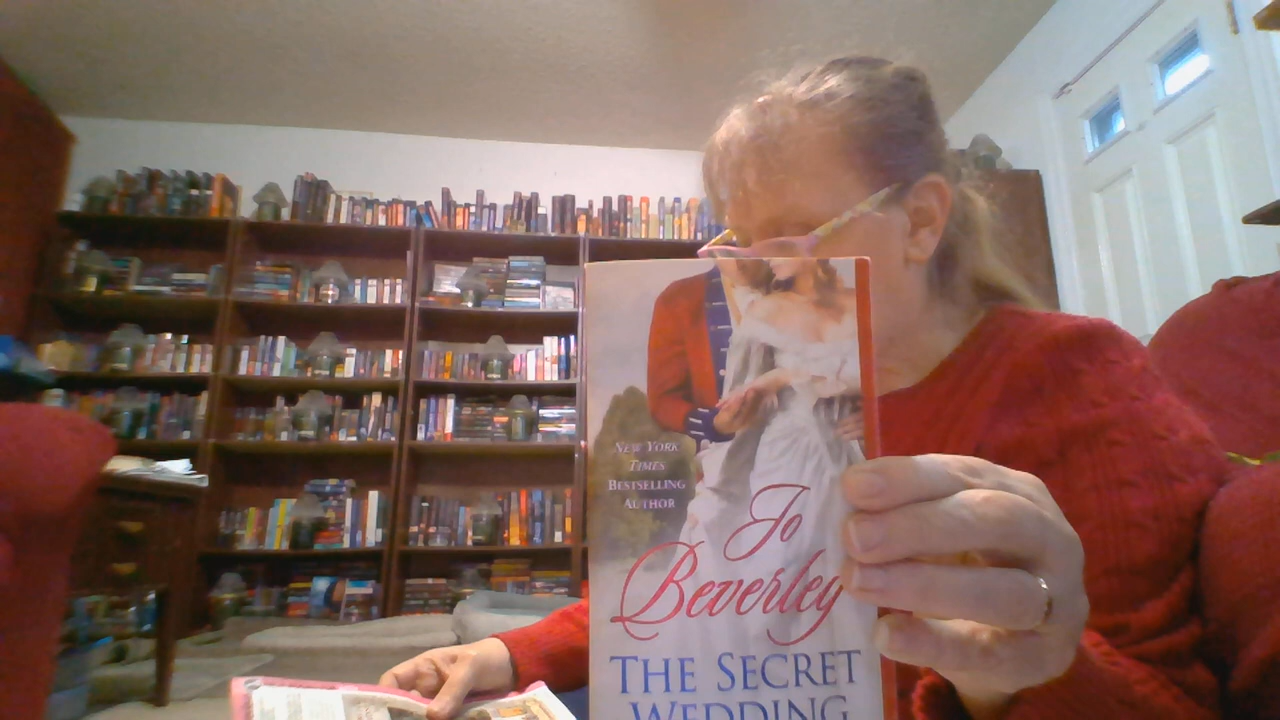 NEW YORK
TIMES
BESTSELLING
AUTHOR
Jo
Beverley
THE SECRET
WEDDING